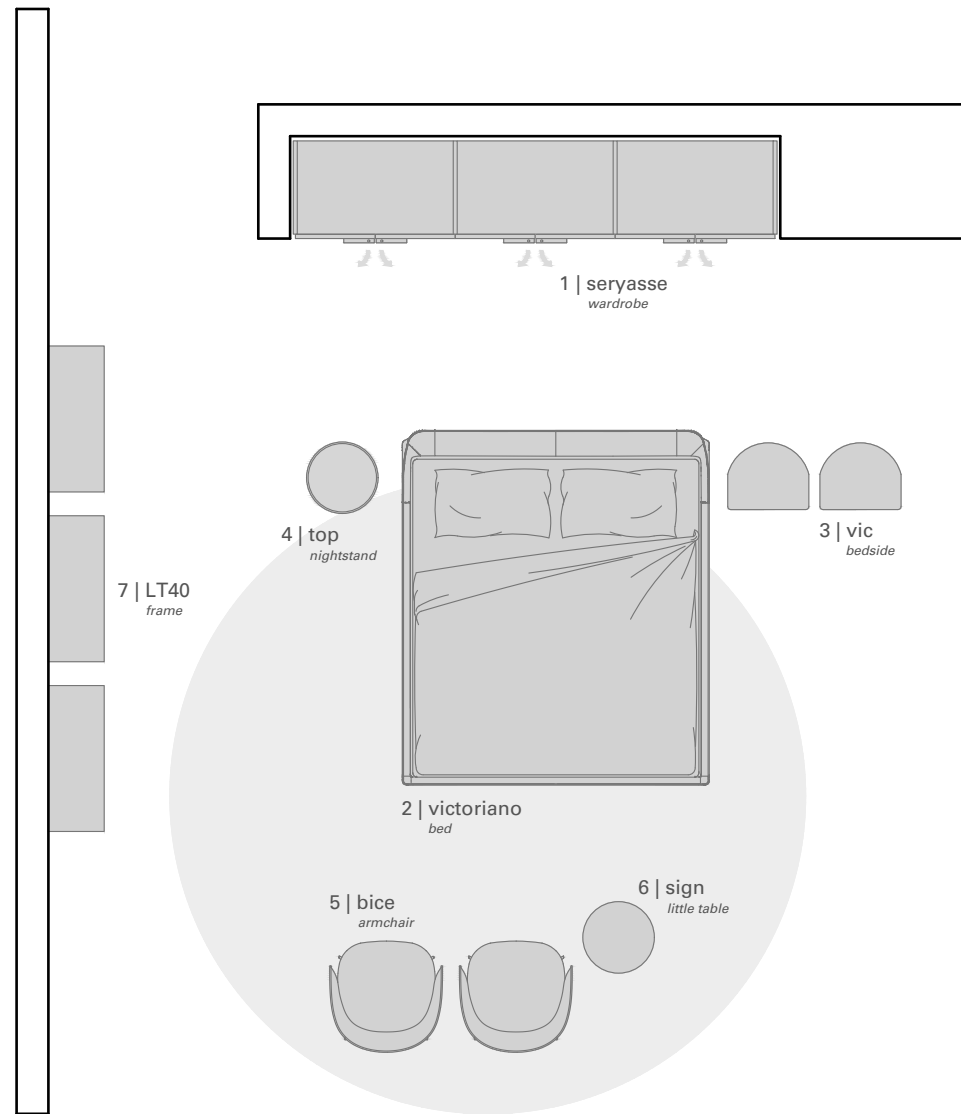 1 | seryasse
wardrobe
4 | top
nightstand
3 | vic
bedside
7 | LT40
frame
2 | victoriano
bed
6 | sign
little table
5 | bice
armchair